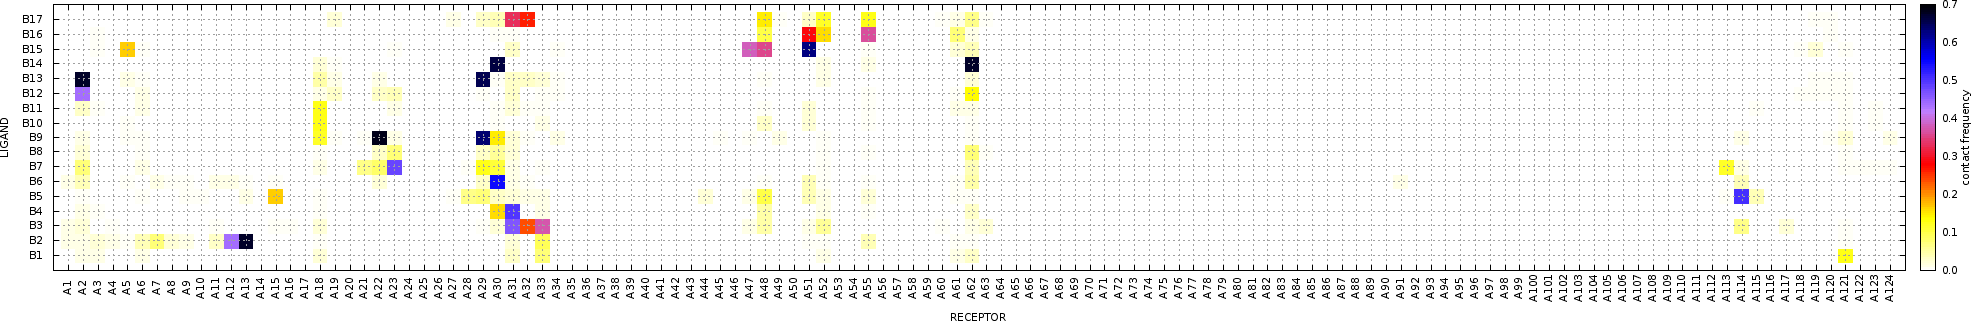 B17
B16
B15
B14
B13
B12
B11
B10
B9
B8
B7
B6
B5
B4
B3
B2
B1
LIGAND
A1 A2 A3 A4 A5 A6 A7 A8 A9 A10 A11 A12 A13 A14 A15 A16 A17 A18 A19 A20 A21 A22 A23 A24 A25 A26 A27 A28 A29 A30 A31 A32 A33 A34 A35 A36 A37 A38 A39 A40 A41 A42 A43 A44 A45 A46 A47 A48 A49 A50 A51 A52 A53 A54 A55 A56 A57 A58 A59 A60 A61 A62 A63 A64 A65 A66 A67 A68 A69 A70 A71 A72 A73 A74 A75 A76 A77 A78 A79 A80 A81 A82 A83 A84 A85 A86 A87 A88 A89 A90 A91 A92 A93 A94 A95 A96 A97 A98 A99 A100 A101 A102 A103 A104 A105 A106 A107 A108 A109 A110 A111 A112 A113 A114 A115 A116 A117 A118 A119 A120 A121 A122 A123 A124
RECEPTOR
0.7
0.6
0.5
0.4
0.3
0.2
0.1
0.0
contact frequency